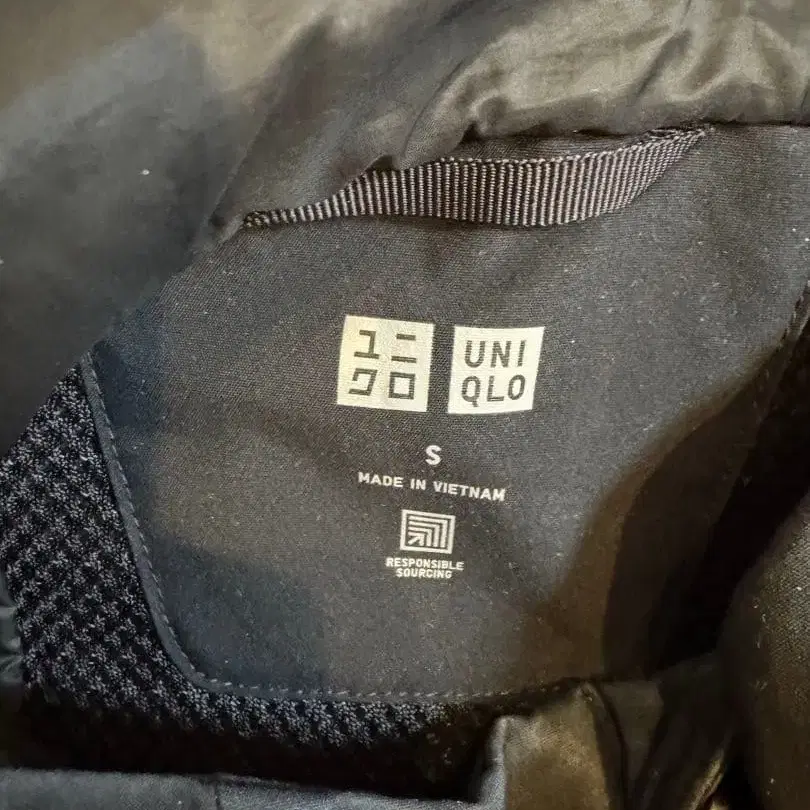 ユニ
クロ
UNI
QLO
S
MADE IN VIETNAM
RESPONSIBLE
SOURCING